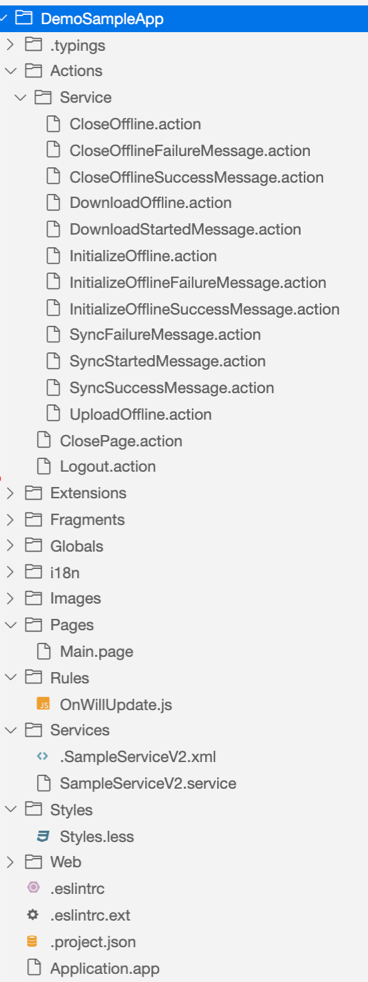 DemoSampleApp
.typings
Actions
Service
CloseOffline.action
CloseOfflineFailureMessage.action
CloseOfflineSuccessMessage.action
DownloadOffline.action
DownloadStartedMessage.action
InitializeOffline.action
InitializeOfflineFailureMessage.action
InitializeOfflineSuccessMessage.action
SyncFailureMessage.action
SyncStartedMessage.action
SyncSuccessMessage.action
UploadOffline.action
ClosePage.action
Logout.action
Extensions
Fragments
Globals
i18n
Images
Pages
Main.page
Rules
JS OnWillUpdate.js
Services
.SampleServiceV2.xml
SampleServiceV2.service
Styles
Styles.less
Web
.eslintrc
.eslintrc.ext
.project.json
Application.app